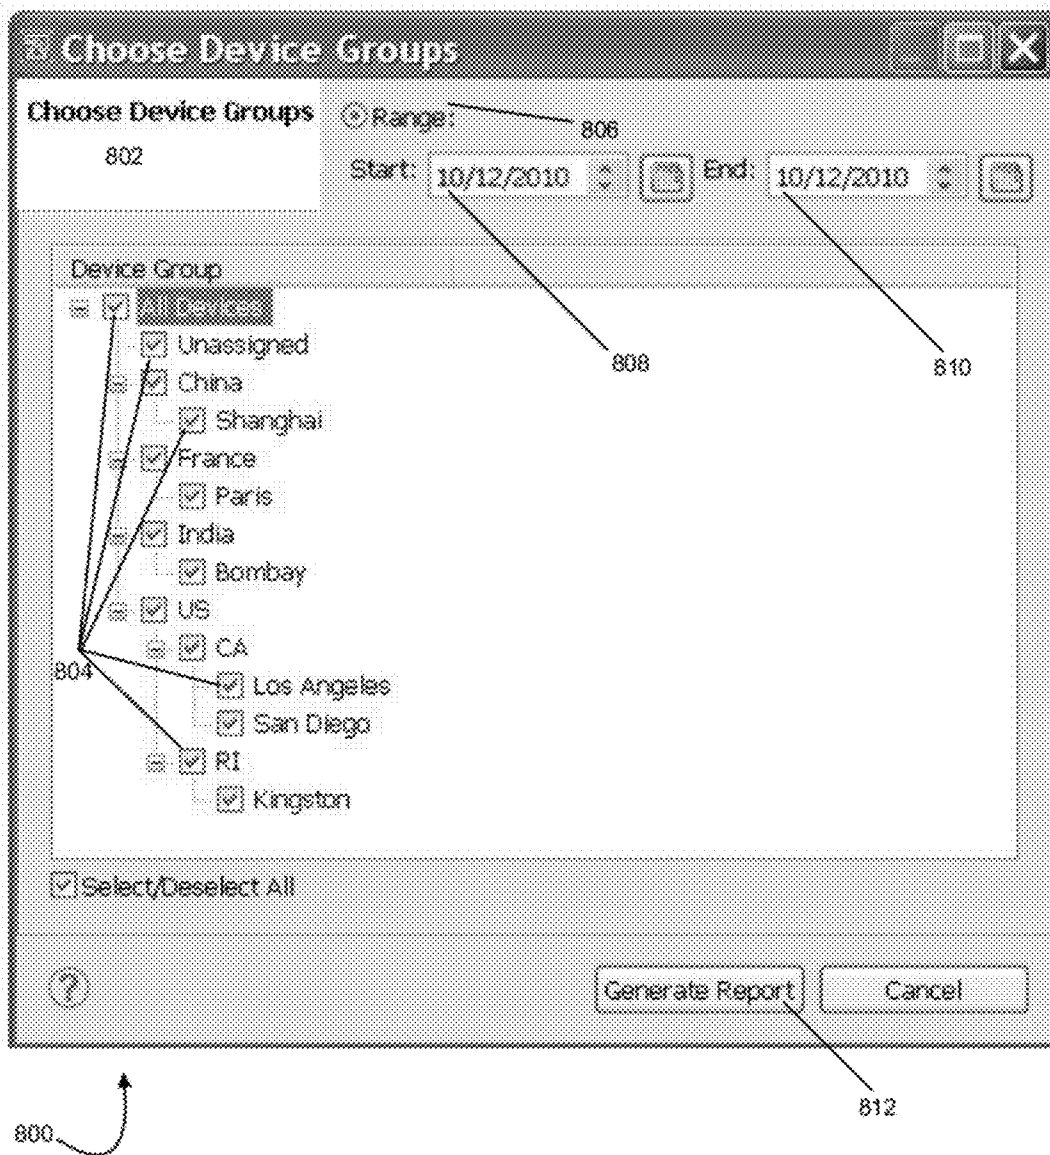 Choose Device Groups
Choose Device Groups
802
Range:
806
Start: 10/12/2010 End: 10/12/2010
808
810
Device Group
All Devices
Unassigned
China
Shanghai
France
Paris
India
Bombay
US
CA
804
Los Angeles
San Diego
RI
Kingston
Select/Deselect All
?
Generate Report
Cancel
812
800